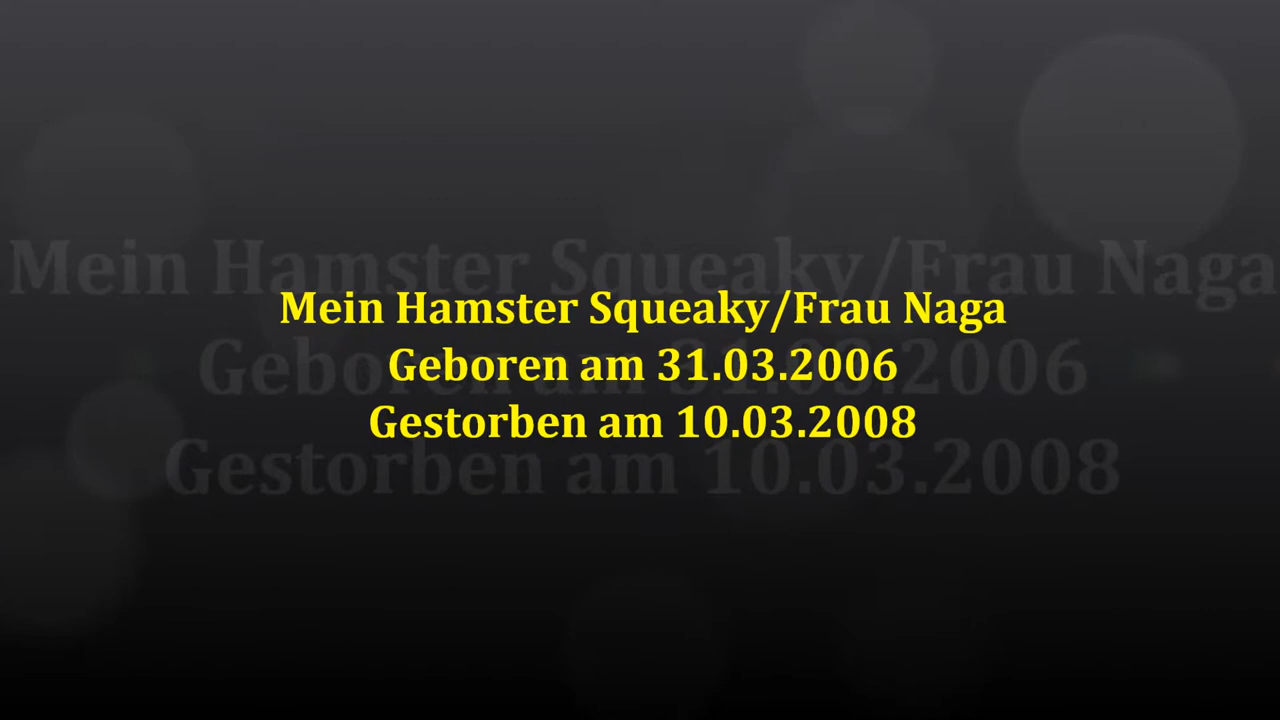 Mein Hamster Squeaky/Frau Naga
Geboren am 31.03.2006
Gestorben am 10.03.2008